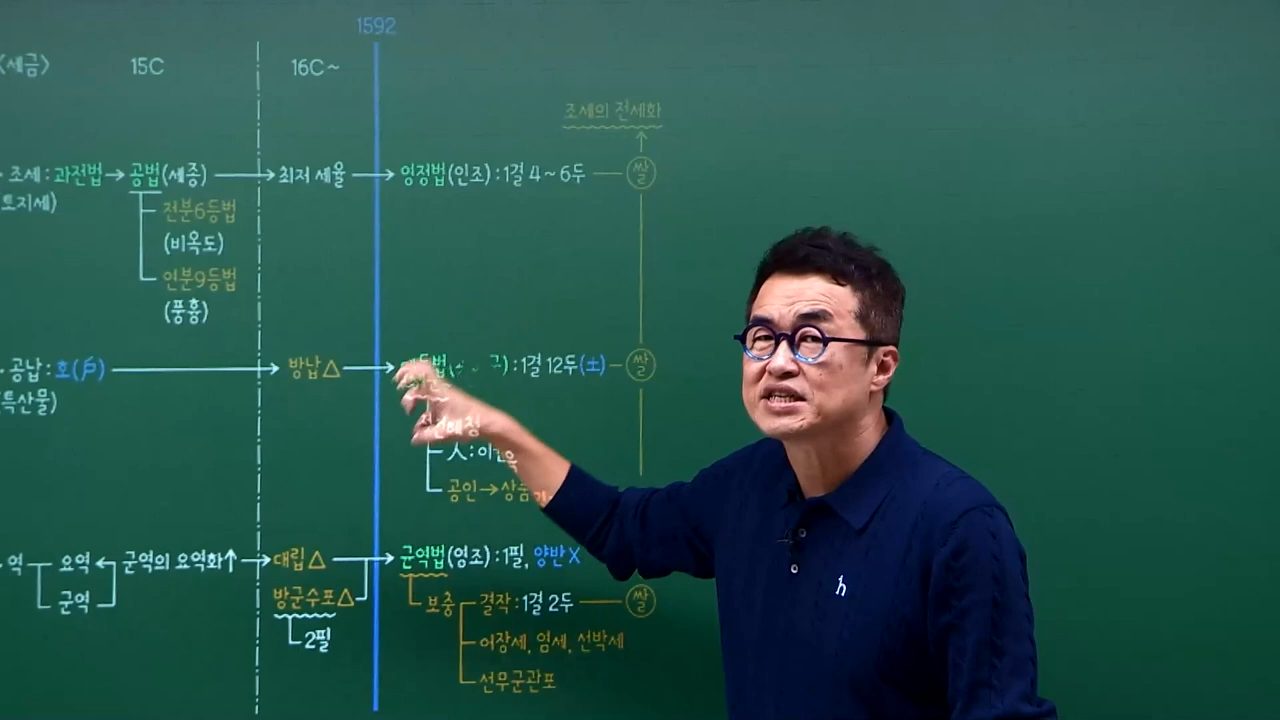 1592
<세금> 15C 16C~
조세의 전세화
조세 : 과전법 → 공법(세종) → 최저 세율 → 영정법(인조) : 1결 4~6두 쌀
토지세)
전분6등법
(비옥도)
연분9등법
(풍흉)
공납 : 호(戶) → 방납△ → : 1결 12두(土) 쌀
특산물)
人 :
공인 →
역 요역 ← 군역의 요역화↑ → 대립△ → 균역법(영조) : 1필, 양반X
군역 방군수포△
2필
보충 결작 : 1결 2두 쌀
어장세, 염세, 선박세
선무군관포
h